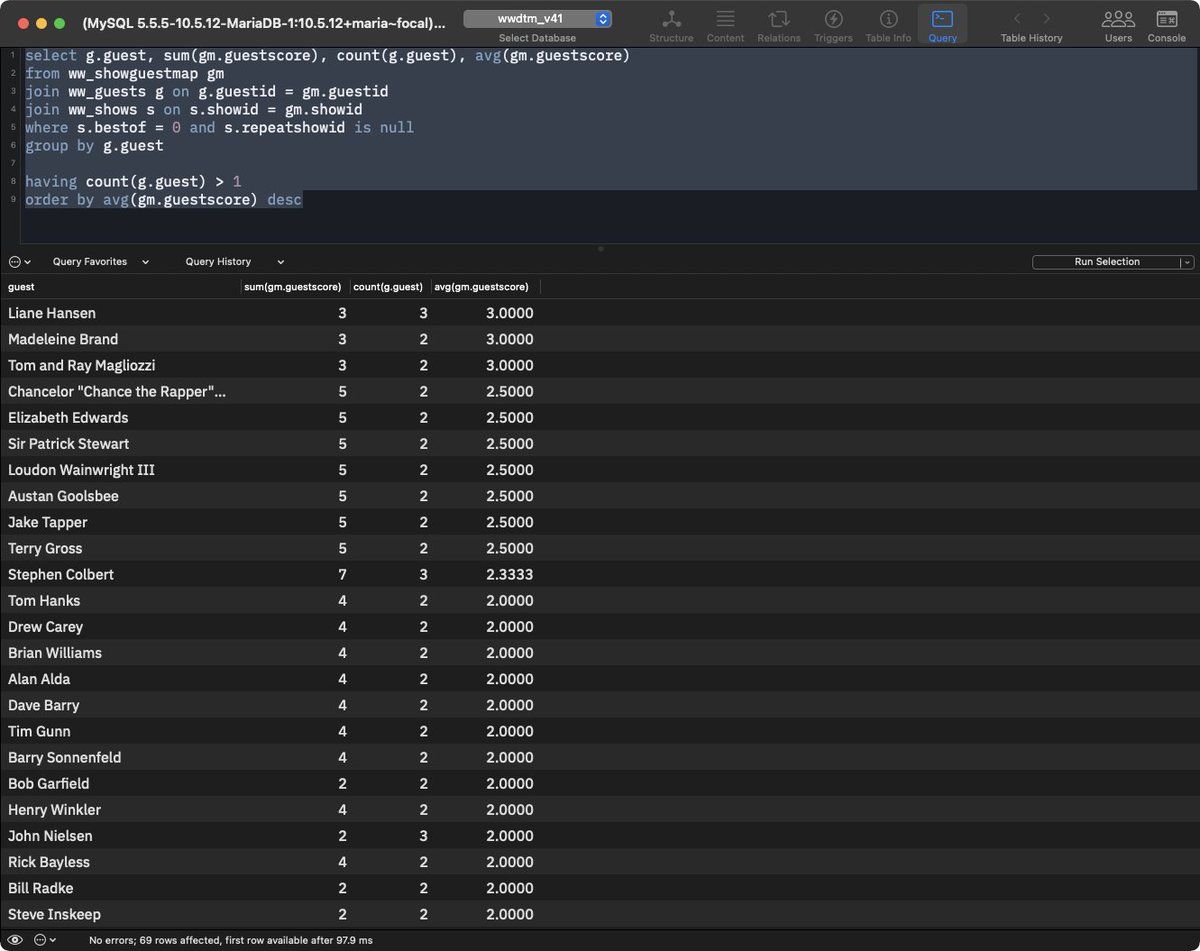 (MySQL 5.5.5-10.5.12-MariaDB-1:10.5.12+maria~focal)...
wwdtm_v41
Select Database
Structure
Content
Relations
Triggers
Table Info
Query
Table History
Users
Console
1 select g.guest, sum(gm.guestscore), count(g.guest), avg(gm.guestscore)
2 from ww_showguestmap gm
3 join ww_guests g on g.guestid = gm.guestid
4 join ww_shows s on s.showid = gm.showid
5 where s.bestof = 0 and s.repeatshowid is null
6 group by g.guest
7
8 having count(g.guest) > 1
9 order by avg(gm.guestscore) desc
Query Favorites Query History Run Selection
guest sum(gm.guestscore) count(g.guest) avg(gm.guestscore)
Liane Hansen 3 3 3.0000
Madeleine Brand 3 2 3.0000
Tom and Ray Magliozzi 3 2 3.0000
Chancelor "Chance the Rapper"... 5 2 2.5000
Elizabeth Edwards 5 2 2.5000
Sir Patrick Stewart 5 2 2.5000
Loudon Wainwright III 5 2 2.5000
Austan Goolsbee 5 2 2.5000
Jake Tapper 5 2 2.5000
Terry Gross 5 2 2.5000
Stephen Colbert 7 3 2.3333
Tom Hanks 4 2 2.0000
Drew Carey 4 2 2.0000
Brian Williams 4 2 2.0000
Alan Alda 4 2 2.0000
Dave Barry 4 2 2.0000
Tim Gunn 4 2 2.0000
Barry Sonnenfeld 4 2 2.0000
Bob Garfield 2 2 2.0000
Henry Winkler 4 2 2.0000
John Nielsen 2 3 2.0000
Rick Bayless 4 2 2.0000
Bill Radke 2 2 2.0000
Steve Inskeep 2 2 2.0000
No errors; 69 rows affected, first row available after 97.9 ms